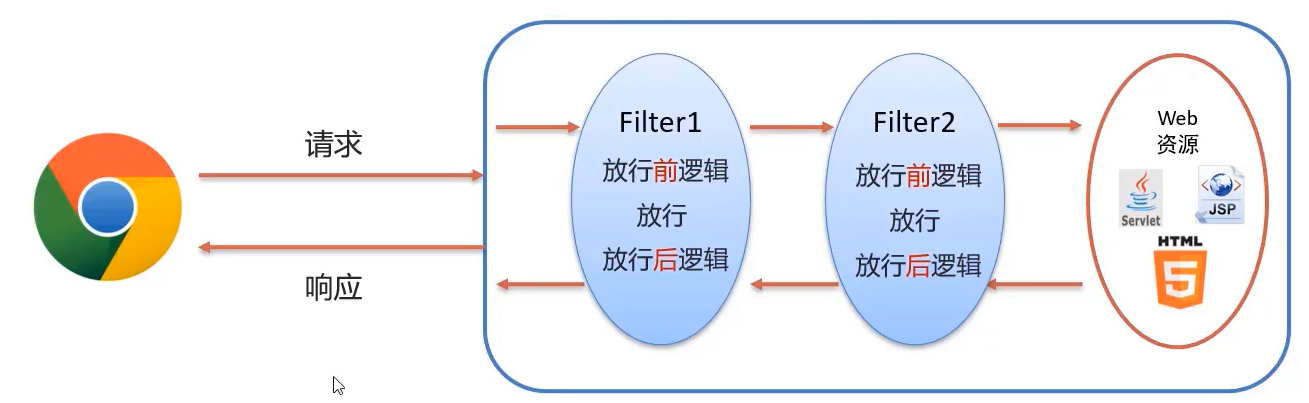 请求
响应
Filter1
放行前逻辑
放行
放行后逻辑
Filter2
放行前逻辑
放行
放行后逻辑
Web
资源
Servlet
JSP
HTML
5